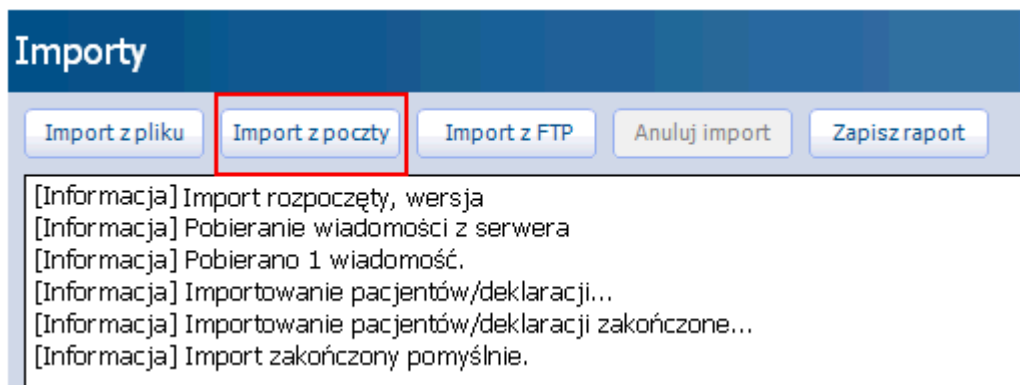 Importy
Import z pliku Import z poczty Import z FTP Anuluj import Zapisz raport
[Informacja] Import rozpoczęty, wersja
[Informacja] Pobieranie wiadomości z serwera
[Informacja] Pobierano 1 wiadomość.
[Informacja] Importowanie pacjentów/deklaracji...
[Informacja] Importowanie pacjentów/deklaracji zakończone...
[Informacja] Import zakończony pomyślnie.